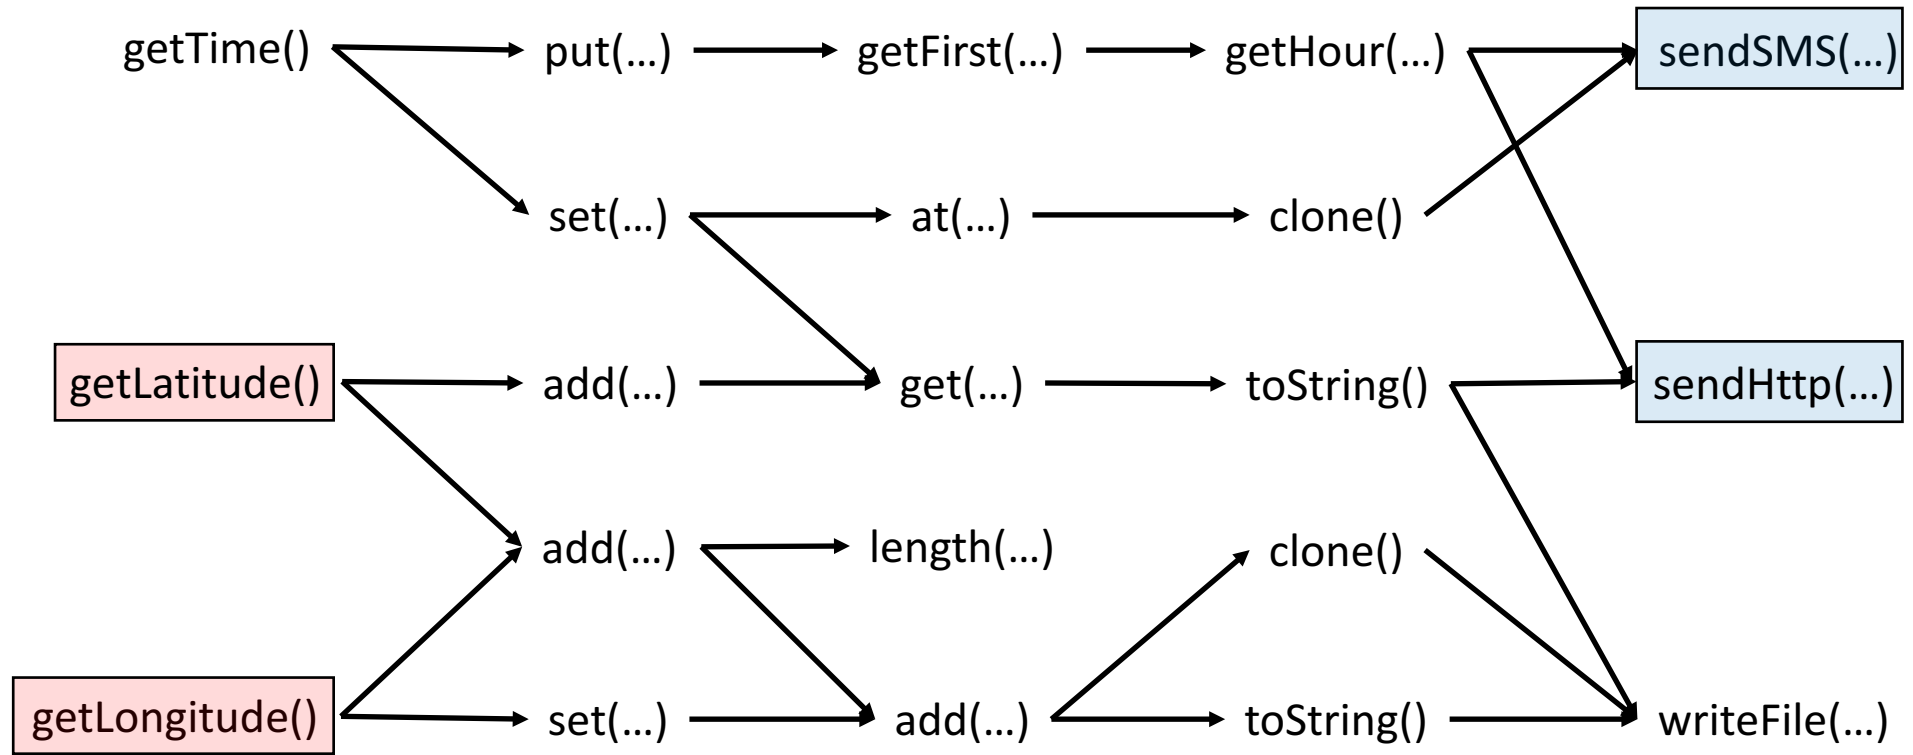 getTime() put(...) getFirst(...) getHour(...) sendSMS(...)
set(...) at(...) clone()
getLatitude() add(...) get(...) toString() sendHttp(...)
add(...) length(...) clone()
getLongitude() set(...) add(...) toString() writeFile(...)